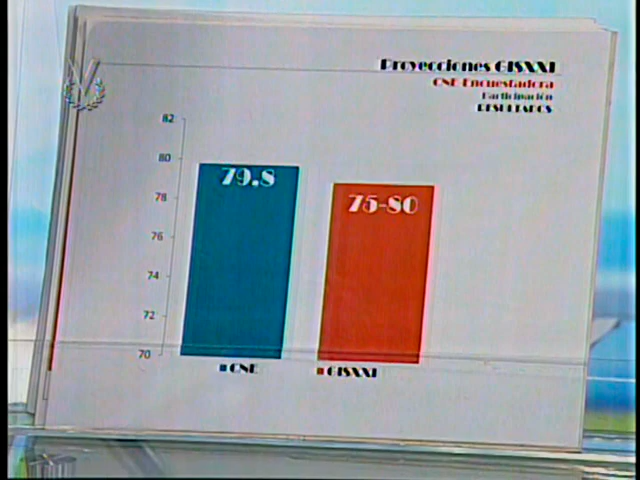 Proyecciones GISXXI
CNE Encuestadora
Participación
RESULTADOS
82
80
78
76
74
72
70
79.8
75-80
CNE
GISXXI